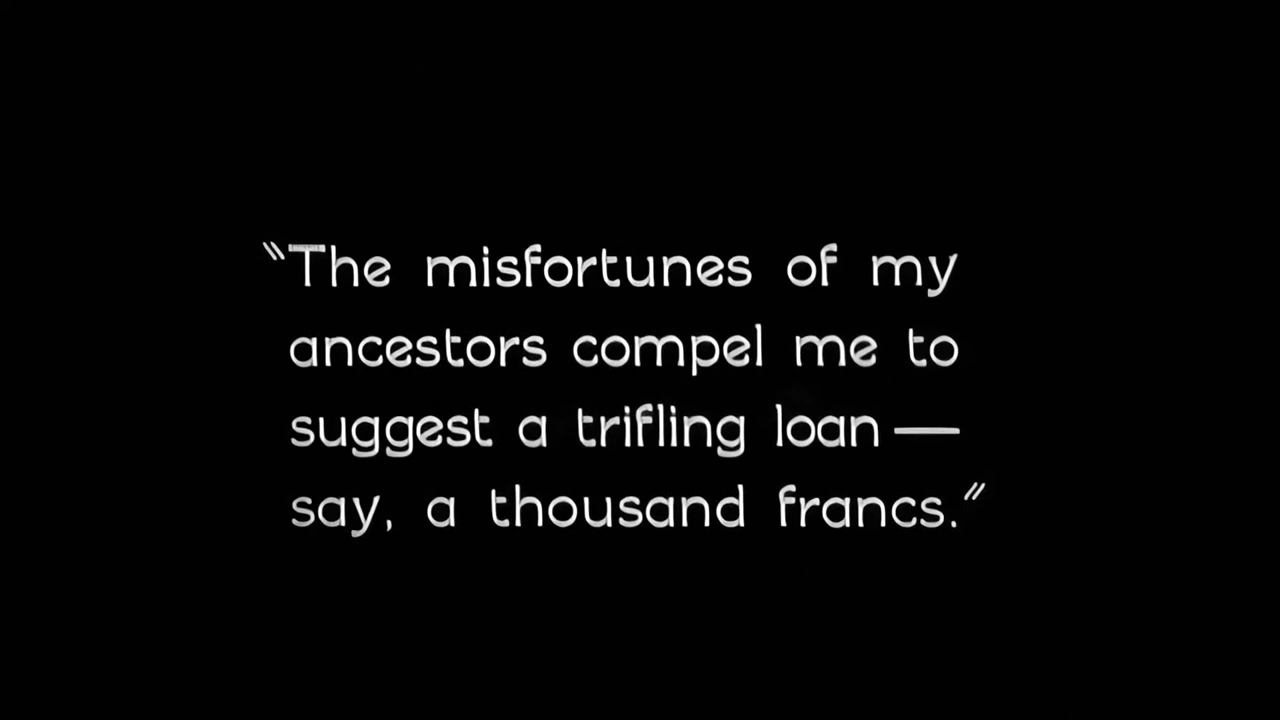 "The misfortunes of my
ancestors compel me to
suggest a trifling loan —
say, a thousand francs."